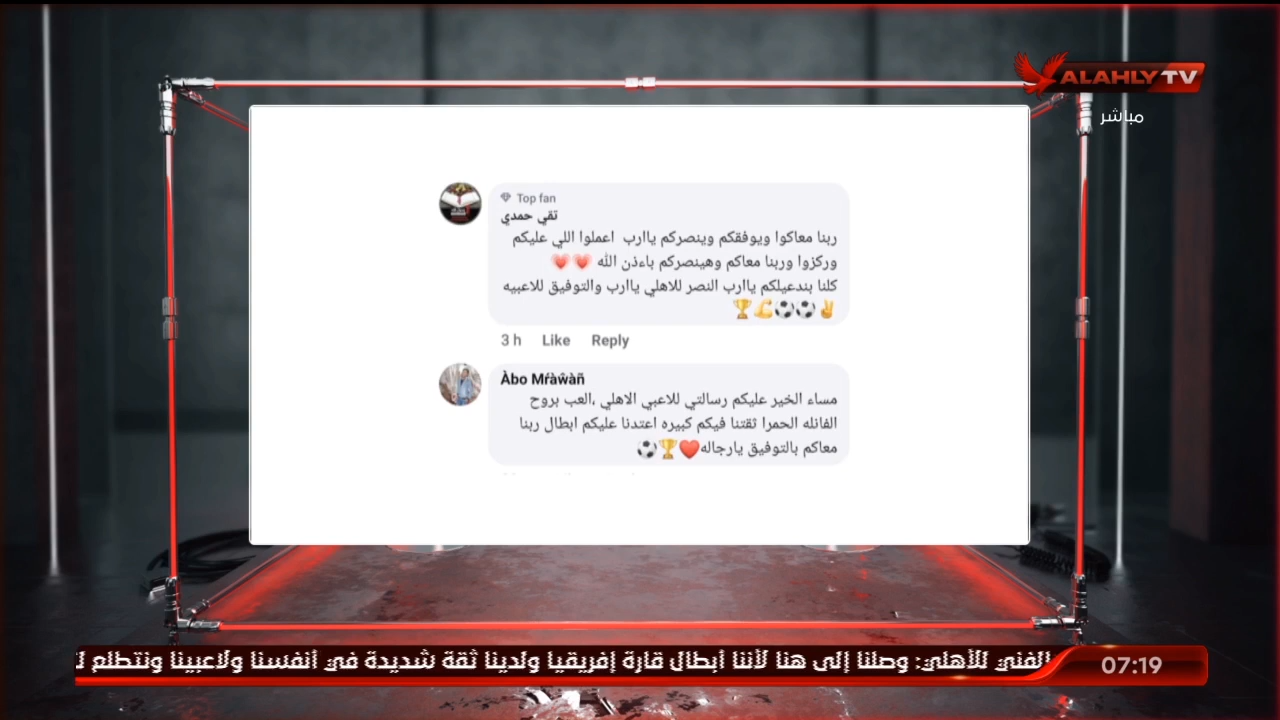 ALAHLY TV
مباشر
Top fan
تقي حمدي
ربنا معاكوا ويوفقكم وينصركم ياارب اعملوا اللي عليكم
وركزوا وربنا معاكم وهينصركم باءذن الله 💗💗
كلنا بندعيلكم ياارب النصر للاهلي ياارب والتوفيق للاعبيه
✌️⚽⚽💪🏆
3 h Like Reply
Àbo Mŕàŵàñ
مساء الخير عليكم رسالتي للاعبي الاهلي ،العب بروح
الفانله الحمرا ثقتنا فيكم كبيره اعتدنا عليكم ابطال ربنا
معاكم بالتوفيق يارجاله❤️🏆⚽
الفني للأهلي: وصلنا إلى هنا لأننا أبطال قارة إفريقيا ولدينا ثقة شديدة في أنفسنا ولاعبينا ونتطلع
07:19